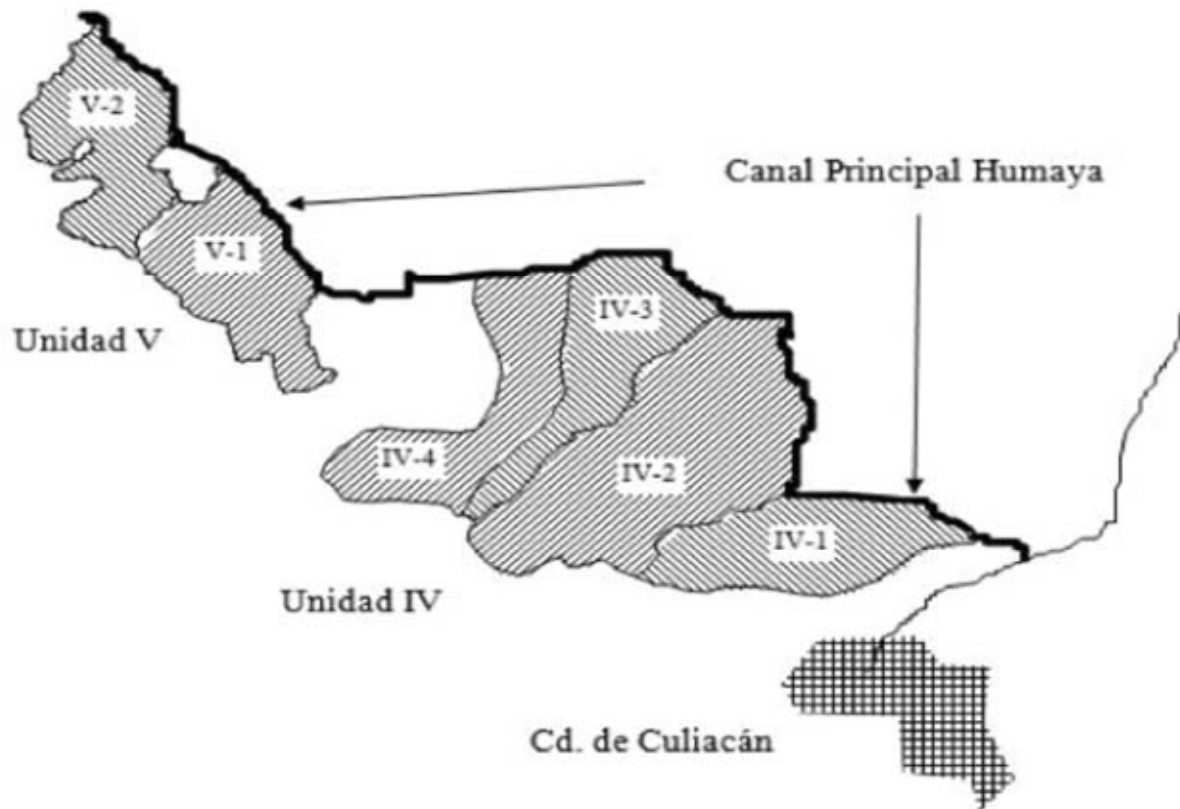 V-2
Canal Principal Humaya
V-1
IV-3
Unidad V
IV-4
IV-2
IV-1
Unidad IV
Cd. de Culiacán